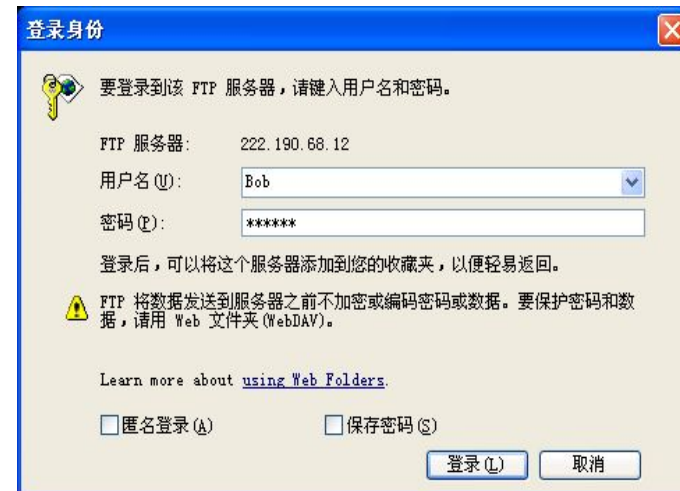 登录身份
要登录到该 FTP 服务器，请键入用户名和密码。
FTP 服务器: 222.190.68.12
用户名(U): Bob
密码(P): ******
登录后，可以将这个服务器添加到您的收藏夹，以便轻易返回。
FTP 将数据发送到服务器之前不加密或编码密码或数据。要保护密码和数
据，请用 Web 文件夹(WebDAV)。
Learn more about using Web Folders.
匿名登录(A) 保存密码(S)
登录(L) 取消